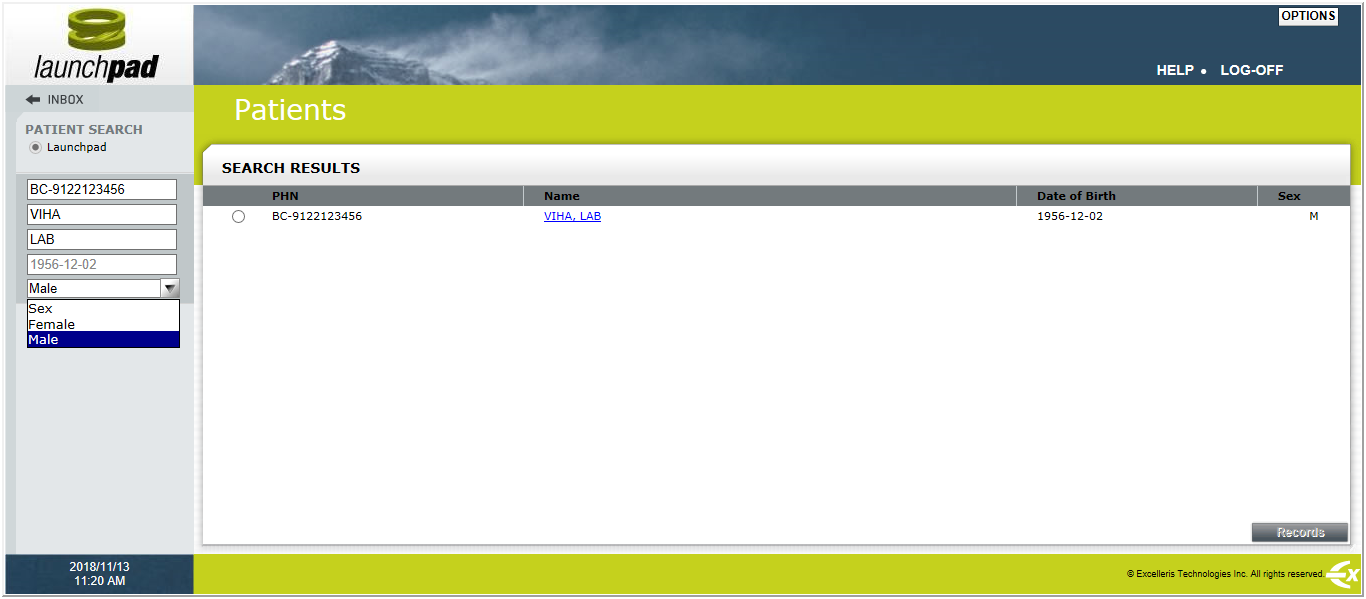 launchpad
OPTIONS
HELP • LOG-OFF
INBOX
PATIENT SEARCH
Launchpad
BC-9122123456
VIHA
LAB
1956-12-02
Male
Sex
Female
Male
Patients
SEARCH RESULTS
PHN Name Date of Birth Sex
BC-9122123456 VIHA, LAB 1956-12-02 M
Records
2018/11/13
11:20 AM
© Excelleris Technologies Inc. All rights reserved.